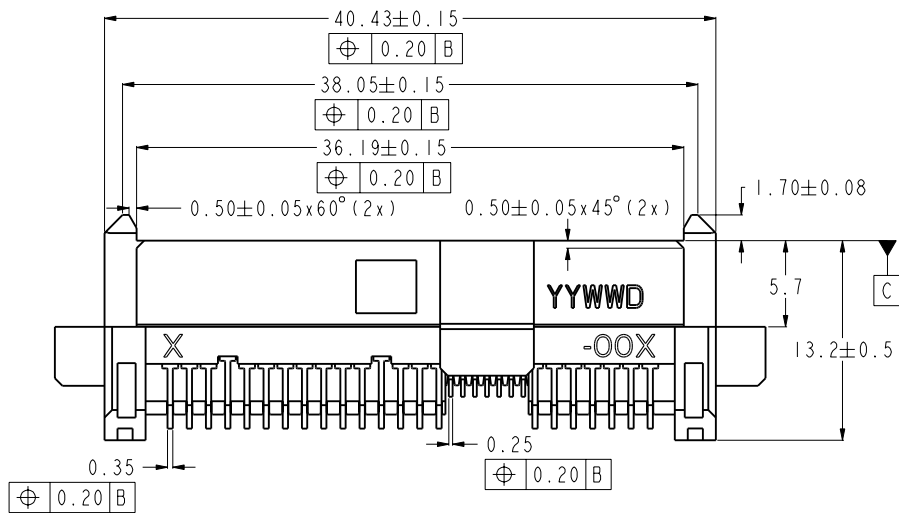 40.43±0.15
⌖ 0.20 B
38.05±0.15
⌖ 0.20 B
36.19±0.15
⌖ 0.20 B
1.70±0.08
0.50±0.05x60°(2x)
0.50±0.05x45°(2x)
C
5.7
YYWWD
X
-00X
13.2±0.5
0.35
⌖ 0.20 B
0.25
⌖ 0.20 B